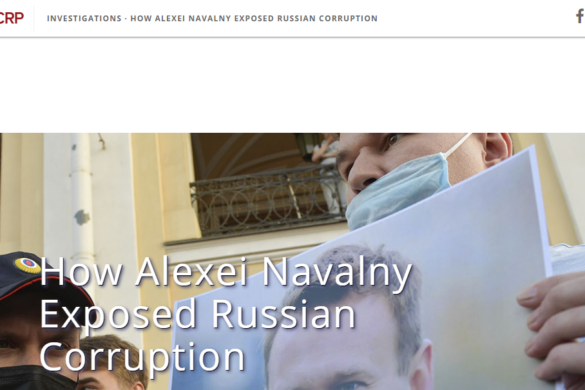 CRP INVESTIGATIONS · HOW ALEXEI NAVALNY EXPOSED RUSSIAN CORRUPTION f
How Alexei Navalny
Exposed Russian
Corruption